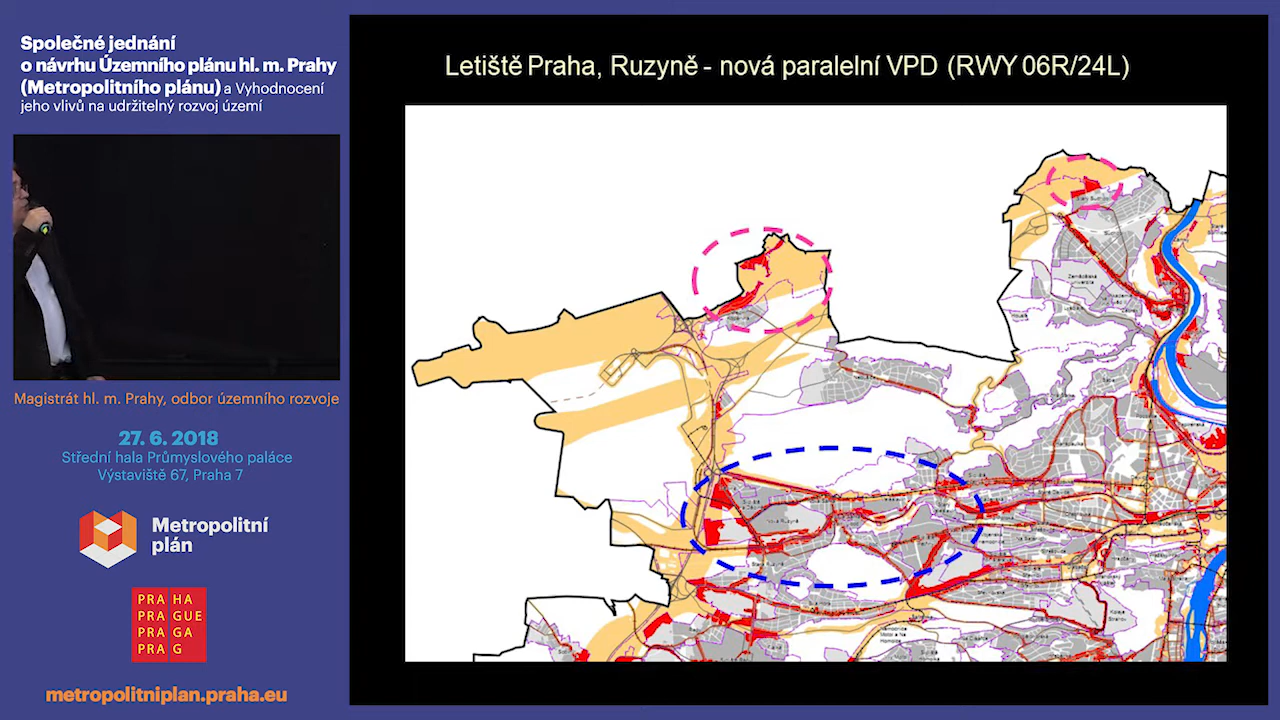 Společné jednání
o návrhu Územního plánu hl. m. Prahy
(Metropolitního plánu) a Vyhodnocení
jeho vlivů na udržitelný rozvoj území
Magistrát hl. m. Prahy, odbor územního rozvoje
27. 6. 2018
Střední hala Průmyslového paláce
Výstaviště 67, Praha 7
Metropolitní
plán
PRA HA
PRA GUE
PRA GA
PRA G
metropolitniplan.praha.eu
Letiště Praha, Ruzyně - nová paralelní VPD (RWY 06R/24L)